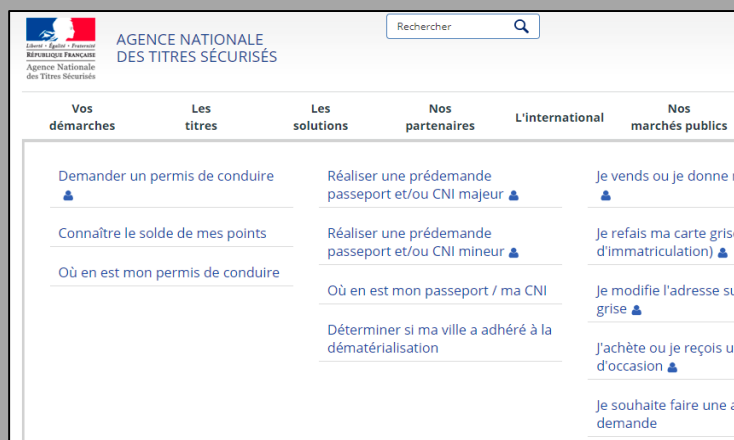 Rechercher
Liberté • Égalité • Fraternité
RÉPUBLIQUE FRANÇAISE
Agence Nationale
des Titres Sécurisés
AGENCE NATIONALE
DES TITRES SÉCURISÉS
Vos
démarches
Les
titres
Les
solutions
Nos
partenaires
L'international
Nos
marchés publics
Demander un permis de conduire
Connaître le solde de mes points
Où en est mon permis de conduire
Réaliser une prédemande
passeport et/ou CNI majeur
Réaliser une prédemande
passeport et/ou CNI mineur
Où en est mon passeport / ma CNI
Déterminer si ma ville a adhéré à la
dématérialisation
Je vends ou je donne
Je refais ma carte gris
d'immatriculation)
Je modifie l'adresse
grise
J'achète ou je reçois
d'occasion
Je souhaite faire une
demande